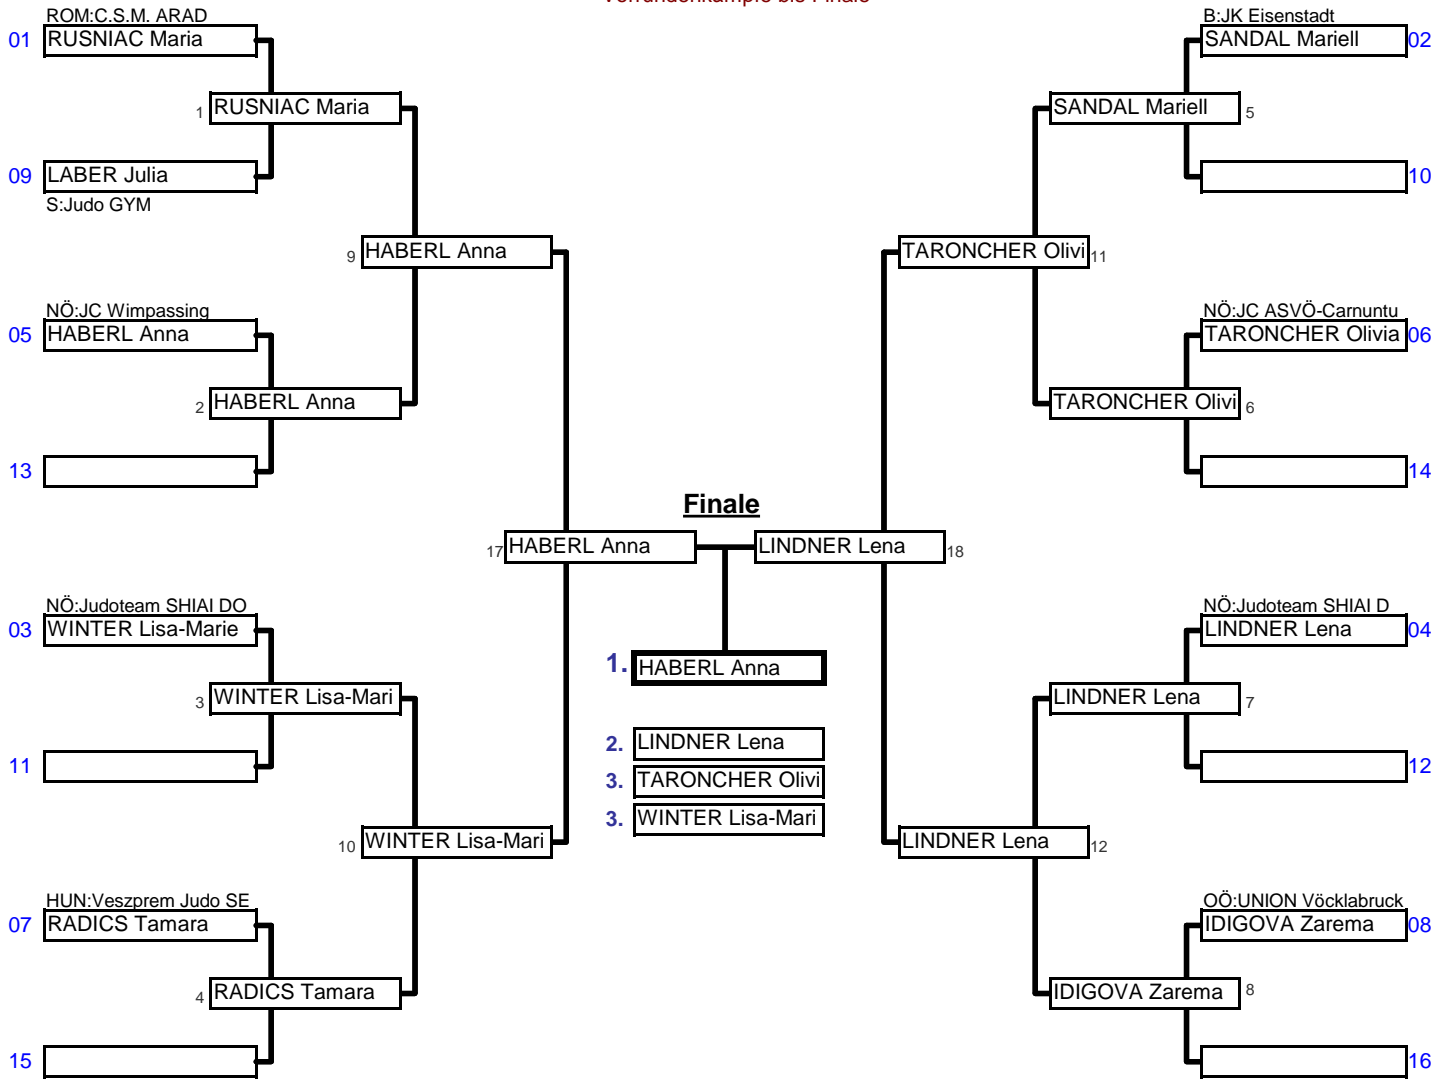 Vorrundenkämpfe bis Finale
ROM:C.S.M. ARAD
01 RUSNIAC Maria
1 RUSNIAC Maria
09 LABER Julia
S:Judo GYM
9 HABERL Anna
NÖ:JC Wimpassing
05 HABERL Anna
2 HABERL Anna
13
17 HABERL Anna
NÖ:Judoteam SHIAI DO
03 WINTER Lisa-Marie
3 WINTER Lisa-Mari
11
10 WINTER Lisa-Mari
HUN:Veszprem Judo SE
07 RADICS Tamara
4 RADICS Tamara
15
Finale
1. HABERL Anna
2. LINDNER Lena
3. TARONCHER Olivi
3. WINTER Lisa-Mari
B:JK Eisenstadt
SANDAL Mariell 02
SANDAL Mariell 5
10
TARONCHER Olivi 11
NÖ:JC ASVÖ-Carnuntu
TARONCHER Olivia 06
TARONCHER Olivi 6
14
LINDNER Lena 18
NÖ:Judoteam SHIAI D
LINDNER Lena 04
LINDNER Lena 7
12
LINDNER Lena 12
OÖ:UNION Vöcklabruck
IDIGOVA Zarema 08
IDIGOVA Zarema 8
16